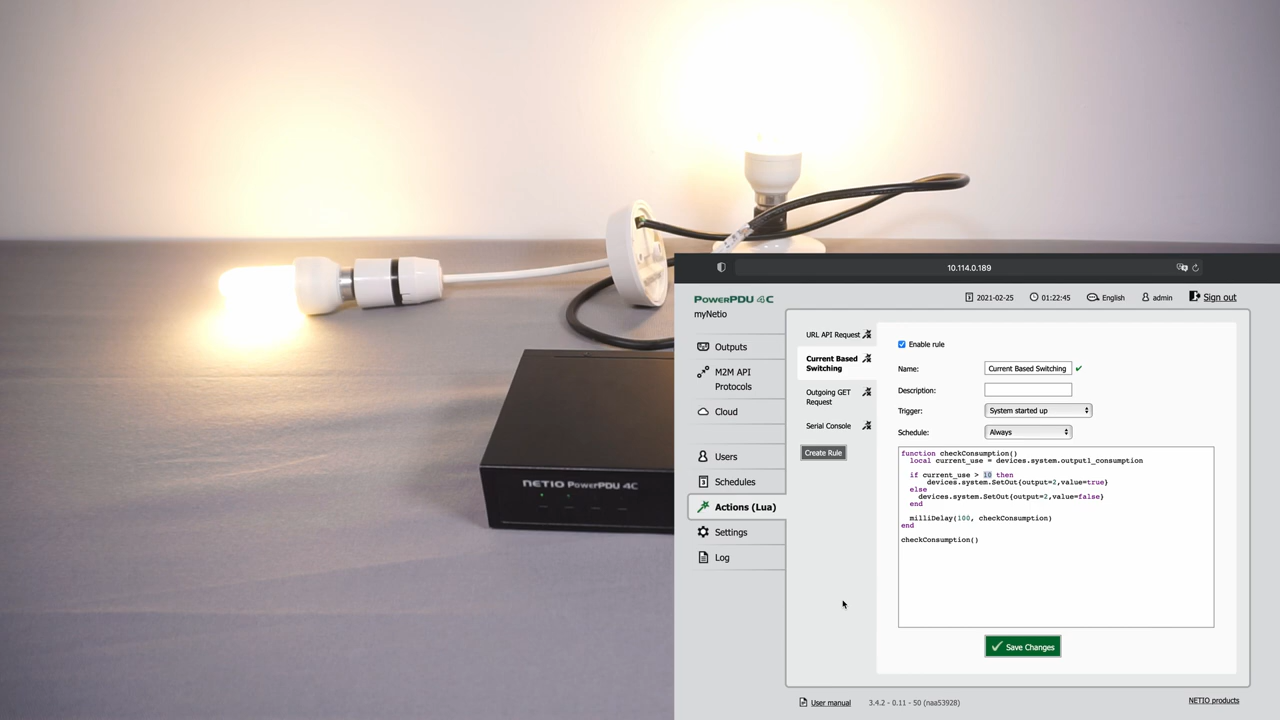 10.114.0.189
PowerPDU 4C
myNetio
2021-02-25
01:22:45
English
admin
Sign out
Outputs
M2M API
Protocols
Cloud
Users
Schedules
Actions (Lua)
Settings
Log
URL API Request
Current Based
Switching
Outgoing GET
Request
Serial Console
Create Rule
Enable rule
Name:
Current Based Switching
Description:
Trigger:
System started up
Schedule:
Always
function checkConsumption()
local current_use = devices.system.output1_consumption
if current_use > 10 then
devices.system.SetOut{output=2,value=true}
else
devices.system.SetOut{output=2,value=false}
end
milliDelay(100, checkConsumption)
end
checkConsumption()
Save Changes
User manual
3.4.2 - 0.11 - 50 (naa53928)
NETIO products
NETIO PowerPDU 4C